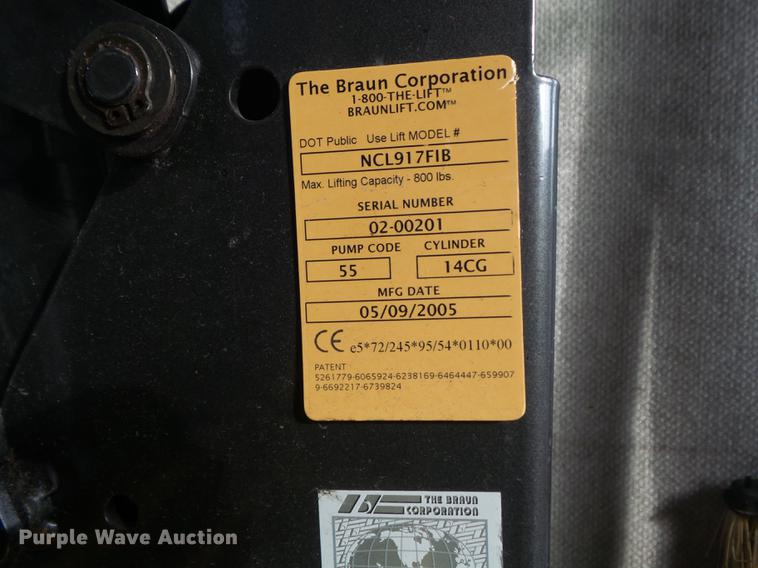 The Braun Corporation
1-800-THE-LIFT™
BRAUNLIFT.COM™
DOT Public Use Lift MODEL #
NCL917FIB
Max. Lifting Capacity - 800 lbs.
SERIAL NUMBER
02-00201
PUMP CODE CYLINDER
55 14CG
MFG DATE
05/09/2005
CE e5*72/245*95/54*0110*00
PATENT
5261779-6065924-6238169-6464447-659907
9-6692217-6739824
THE BRAUN
CORPORATION
Purple Wave Auction